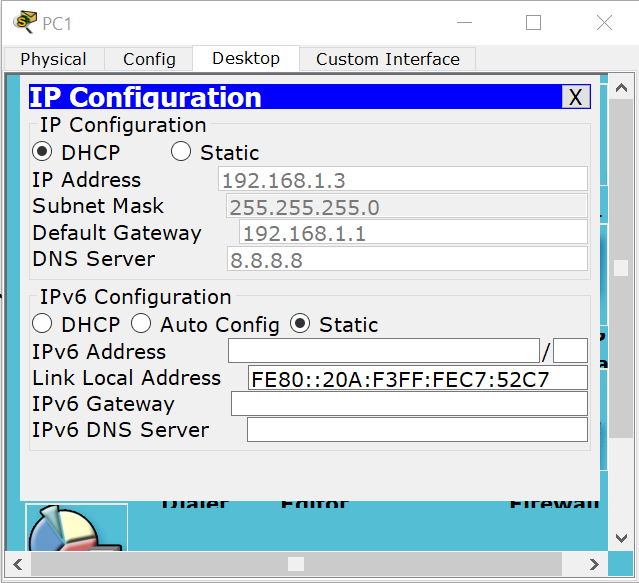 PC1
Physical Config Desktop Custom Interface
IP Configuration X
IP Configuration
DHCP Static
IP Address 192.168.1.3
Subnet Mask 255.255.255.0
Default Gateway 192.168.1.1
DNS Server 8.8.8.8
IPv6 Configuration
DHCP Auto Config Static
IPv6 Address /
Link Local Address FE80::20A:F3FF:FEC7:52C7
IPv6 Gateway
IPv6 DNS Server
Dialer Editor Firewall